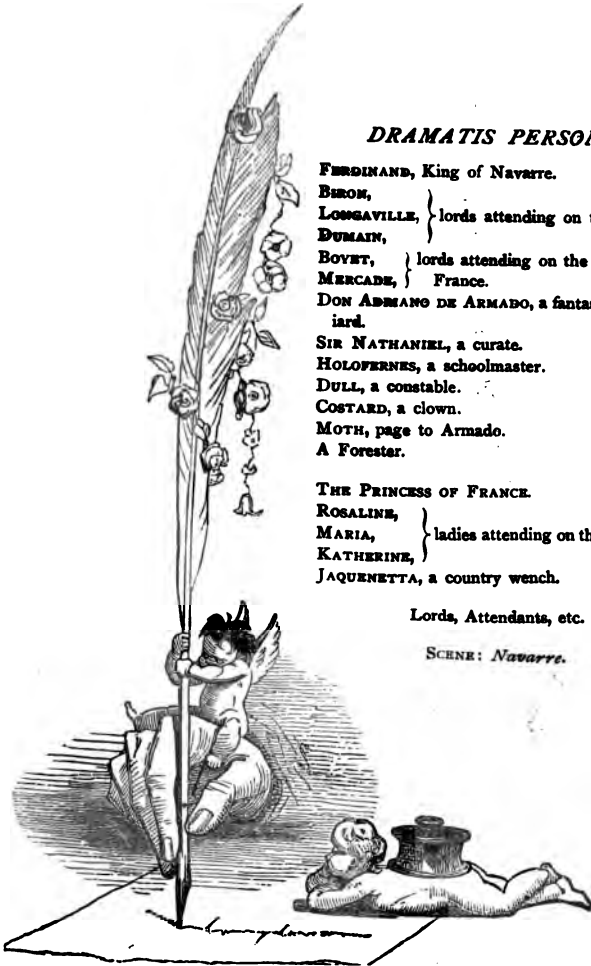 DRAMATIS PERSO
FERDINAND, King of Navarre.
BIRON,
LONGAVILLE, lords attending on
DUMAIN,
BOYET, lords attending on the
MERCADE, France.
DON ADRIANO DE ARMADO, a fantas
iard.
SIR NATHANIEL, a curate.
HOLOFERNES, a schoolmaster.
DULL, a constable.
COSTARD, a clown.
MOTH, page to Armado.
A Forester.
THE PRINCESS OF FRANCE.
ROSALINE,
MARIA, ladies attending on th
KATHERINE,
JAQUENETTA, a country wench.
Lords, Attendants, etc.
SCENE: Navarre.